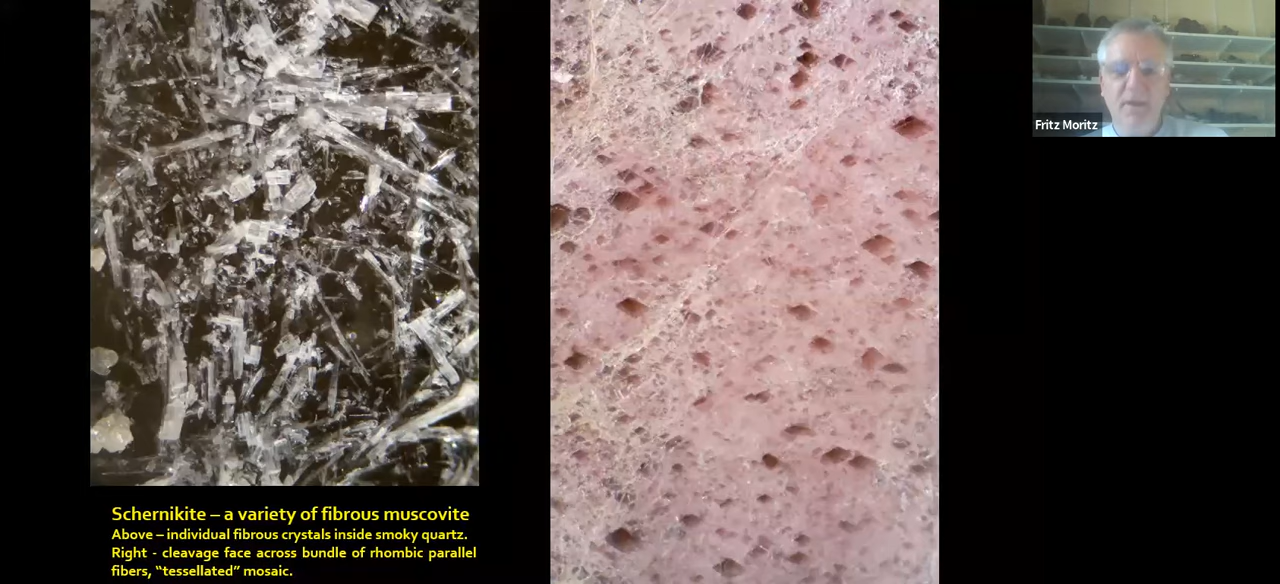 Fritz Moritz
Schernikite – a variety of fibrous muscovite
Above – individual fibrous crystals inside smoky quartz.
Right - cleavage face across bundle of rhombic parallel
fibers, “tessellated” mosaic.